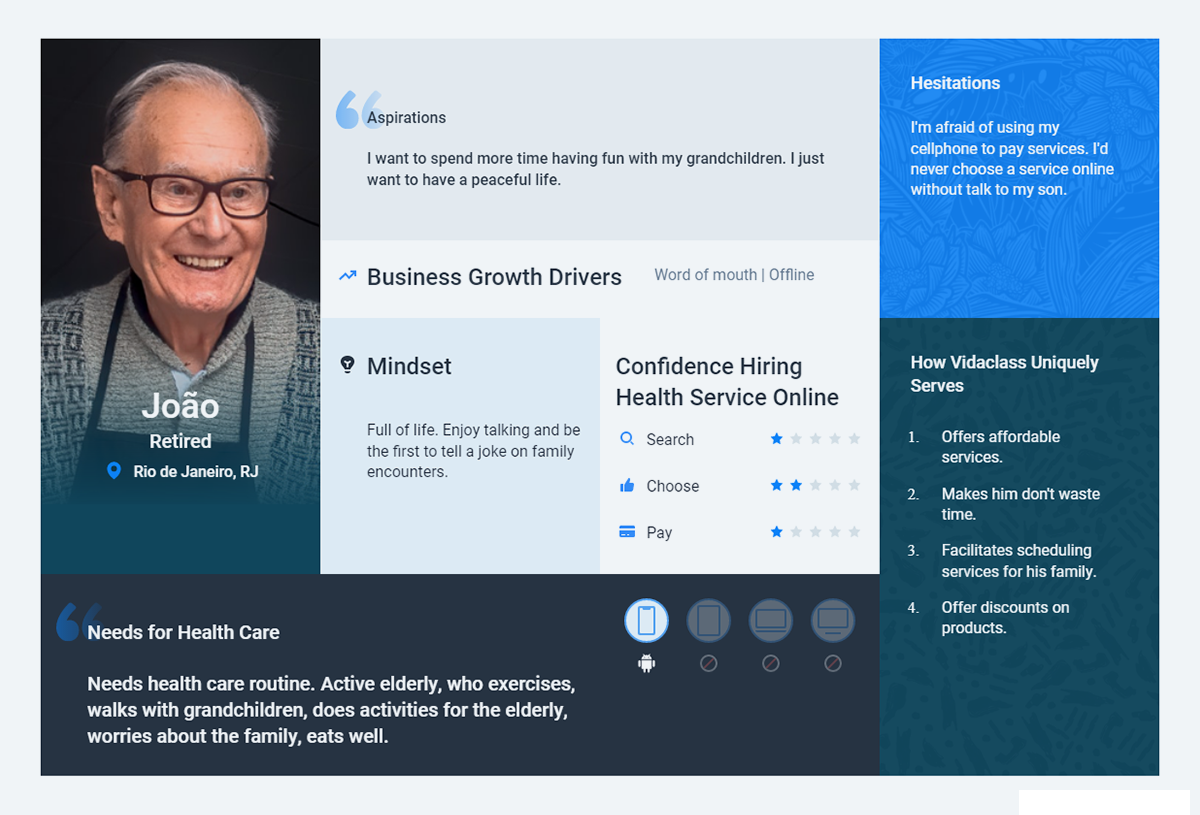 João
Retired
Rio de Janeiro, RJ
Aspirations
I want to spend more time having fun with my grandchildren. I just
want to have a peaceful life.
Business Growth Drivers
Word of mouth | Offline
Mindset
Full of life. Enjoy talking and be
the first to tell a joke on family
encounters.
Confidence Hiring
Health Service Online
Search
Choose
Pay
Hesitations
I'm afraid of using my
cellphone to pay services. I'd
never choose a service online
without talk to my son.
How Vidaclass Uniquely
Serves
1. Offers affordable
services.
2. Makes him don't waste
time.
3. Facilitates scheduling
services for his family.
4. Offer discounts on
products.
Needs for Health Care
Needs health care routine. Active elderly, who exercises,
walks with grandchildren, does activities for the elderly,
worries about the family, eats well.